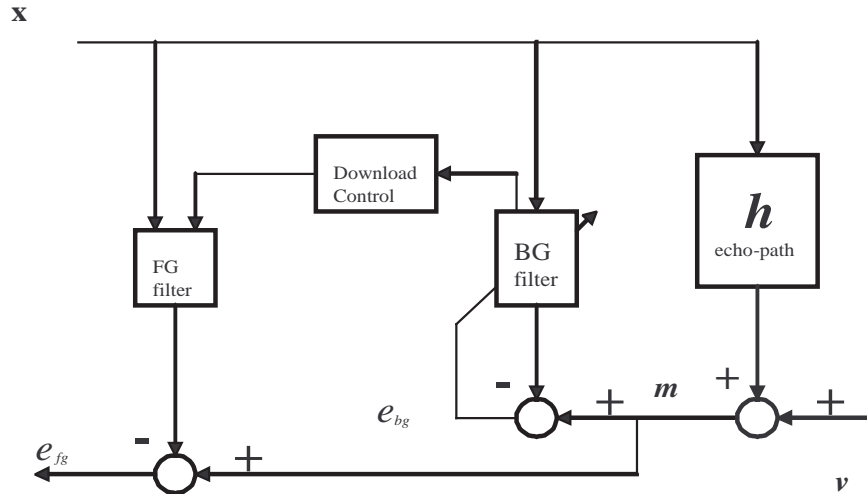 x
Download
Control
h
echo-path
FG
filter
BG
filter
-
+
m
+
+
e_bg
-
+
e_fg
v